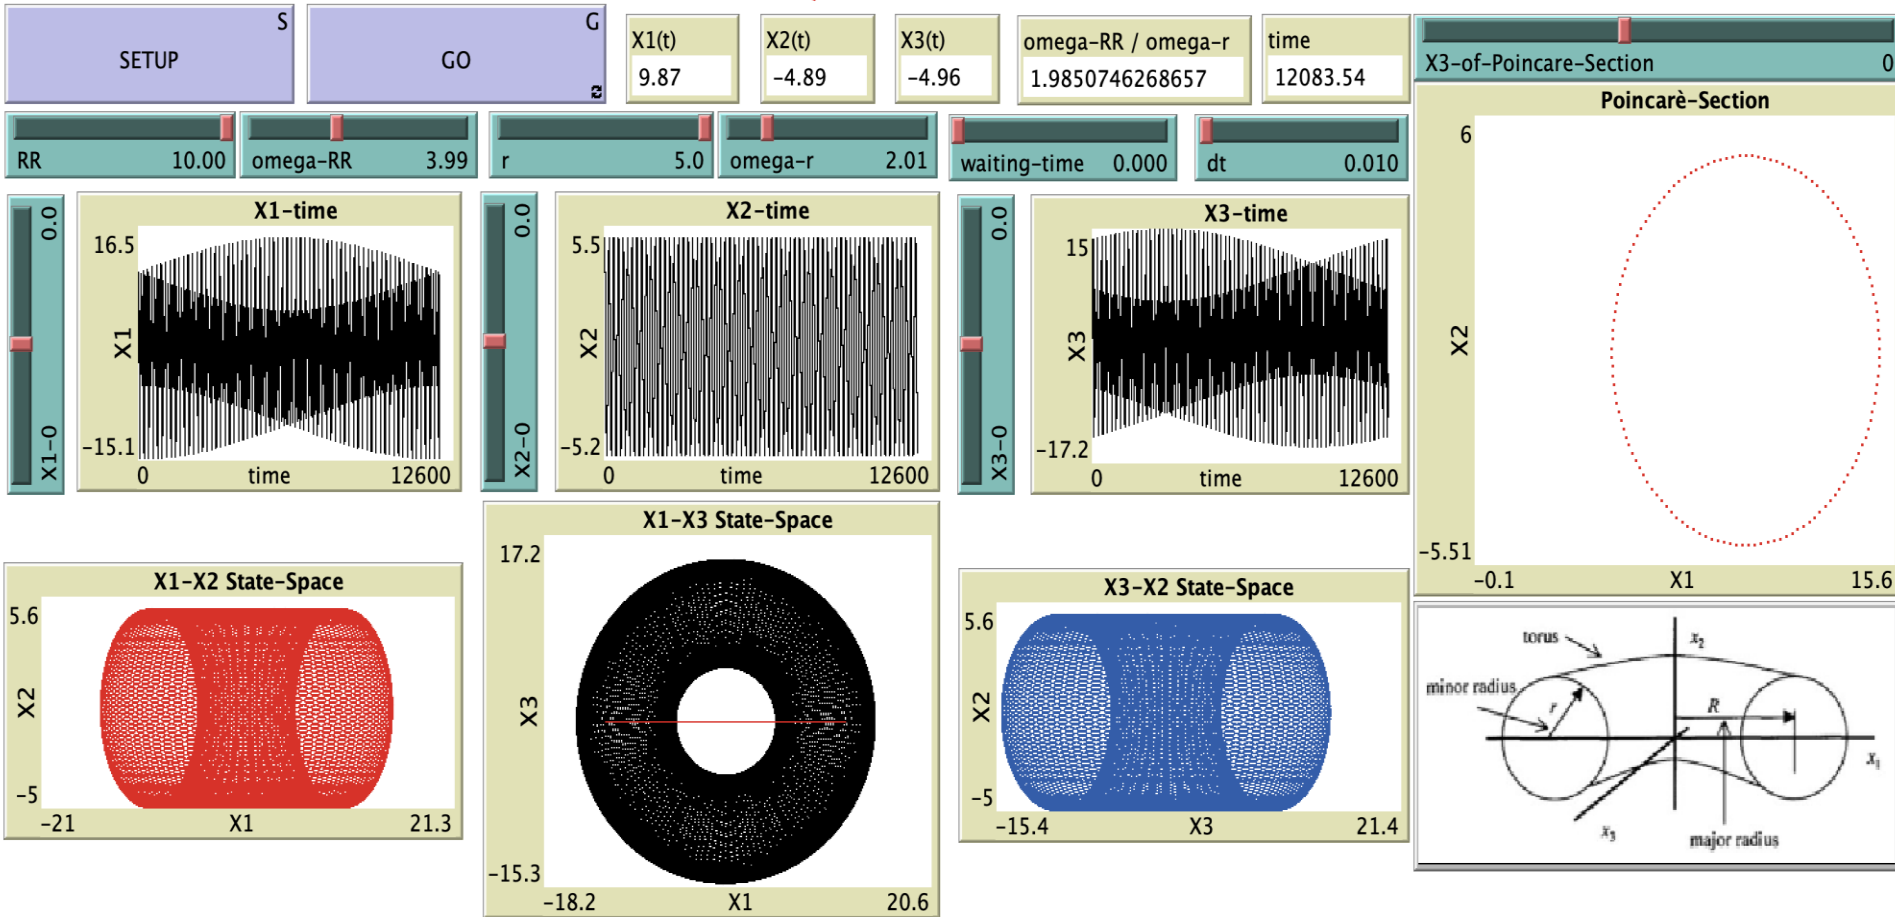 S
SETUP
G
GO
X1(t)
9.87
X2(t)
-4.89
X3(t)
-4.96
omega-RR / omega-r
1.9850746268657
time
12083.54
X3-of-Poincare-Section 0
RR 10.00
omega-RR 3.99
r 5.0
omega-r 2.01
waiting-time 0.000
dt 0.010
X1-0 0.0
X1-time
16.5
X1
-15.1
0 time 12600
X2-0 0.0
X2-time
5.5
X2
-5.2
0 time 12600
X3-0 0.0
X3-time
15
X3
-17.2
0 time 12600
Poincarè-Section
6
X2
-5.51
-0.1 X1 15.6
X1-X2 State-Space
5.6
X2
-5
-21 X1 21.3
X1-X3 State-Space
17.2
X3
-15.3
-18.2 X1 20.6
X3-X2 State-Space
5.6
X2
-5
-15.4 X3 21.4
torus
x2
minor radius
r
R
x1
x3
major radius